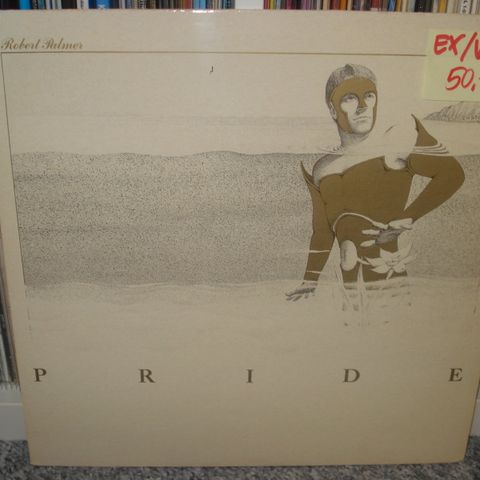 Robert Palmer
EX/V
50,-
P R I D E